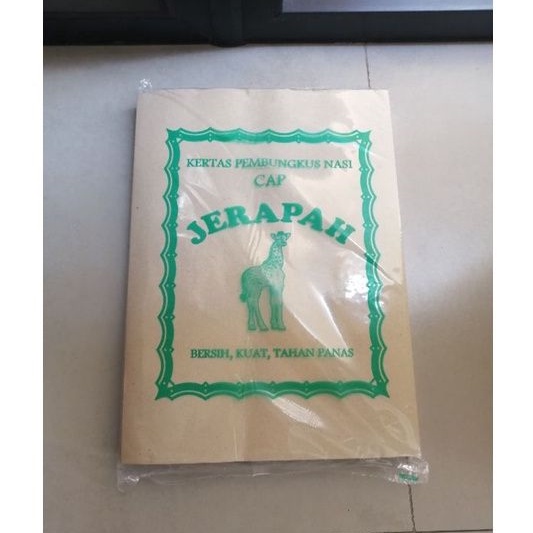 KERTAS PEMBUNGKUS NASI
CAP
JERAPAH
BERSIH, KUAT, TAHAN PANAS